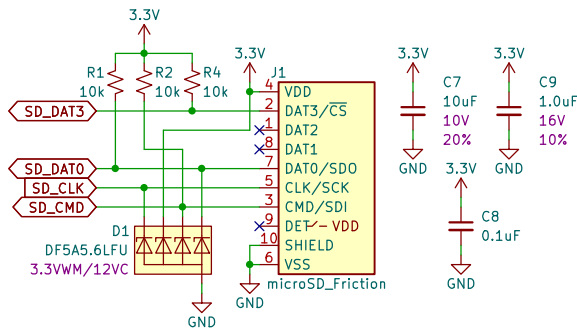 3.3V
R1
10k
R2
10k
R4
10k
3.3V
J1
SD_DAT3
SD_DAT0
SD_CLK
SD_CMD
4 VDD
2 DAT3/CS
1 DAT2
8 DAT1
7 DAT0/SDO
5 CLK/SCK
3 CMD/SDI
9 DET - VDD
10 SHIELD
6 VSS
microSD_Friction
D1
DF5A5.6LFU
3.3VWM/12VC
GND
GND
3.3V
C7
10uF
10V
20%
GND
3.3V
C9
1.0uF
16V
10%
GND
3.3V
C8
0.1uF
GND